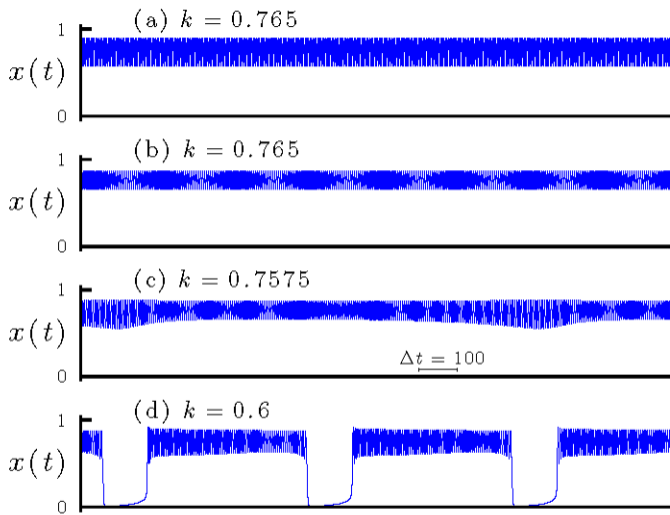 (a) k = 0.765
1
x(t)
0
(b) k = 0.765
1
x(t)
0
(c) k = 0.7575
1
x(t)
Δt = 100
0
(d) k = 0.6
1
x(t)
0